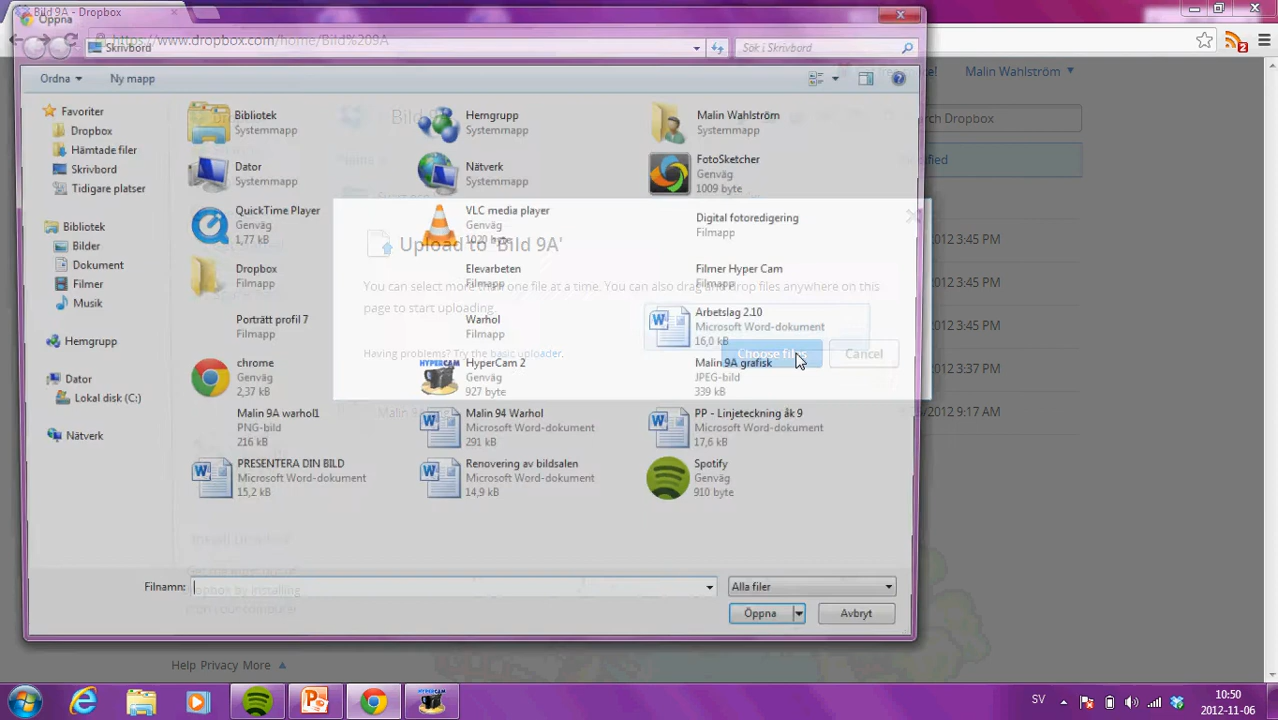 Bild 9A - Dropbox
Öppna
https://www.dropbox.com/home/Bild%209A
Skrivbord
Sök i Skrivbord
2
Ordna
Ny mapp
Malin Wahlström
Favoriter
Dropbox
Hämtade filer
Skrivbord
Tidigare platser
Bibliotek
Bilder
Dokument
Filmer
Musik
Hemgrupp
Dator
Lokal disk (C:)
Nätverk
Bibliotek
Systemmapp
Hemgrupp
Systemmapp
Malin Wahlström
Systemmapp
Dator
Systemmapp
Nätverk
Systemmapp
FotoSketcher
Genväg
1009 byte
QuickTime Player
Genväg
1,77 kB
VLC media player
Genväg
1020 byte
Digital fotoredigering
Filmapp
Dropbox
Filmapp
Elevarbeten
Filmapp
Filmer Hyper Cam
Filmapp
Porträtt profil 7
Filmapp
Warhol
Filmapp
Arbetslag 2.10
Microsoft Word-dokument
16,0 kB
chrome
Genväg
2,37 kB
HyperCam 2
Genväg
927 byte
Malin 9A grafisk
JPEG-bild
339 kB
Malin 9A warhol1
PNG-bild
216 kB
Malin 94 Warhol
Microsoft Word-dokument
291 kB
PP - Linjeteckning åk 9
Microsoft Word-dokument
17,6 kB
PRESENTERA DIN BILD
Microsoft Word-dokument
15,2 kB
Renovering av bildsalen
Microsoft Word-dokument
14,9 kB
Spotify
Genväg
910 byte
Upload to 'Bild 9A'
You can select more than one file at a time. You can also drag and drop files anywhere on this
page to start uploading.
Having problems? Try the basic uploader.
Choose files
Cancel
rch Dropbox
2012 3:45 PM
2012 3:45 PM
2012 3:45 PM
2012 3:37 PM
2012 9:17 AM
Filnamn:
Alla filer
Öppna
Avbryt
Help Privacy More
SV
10:50
2012-11-06